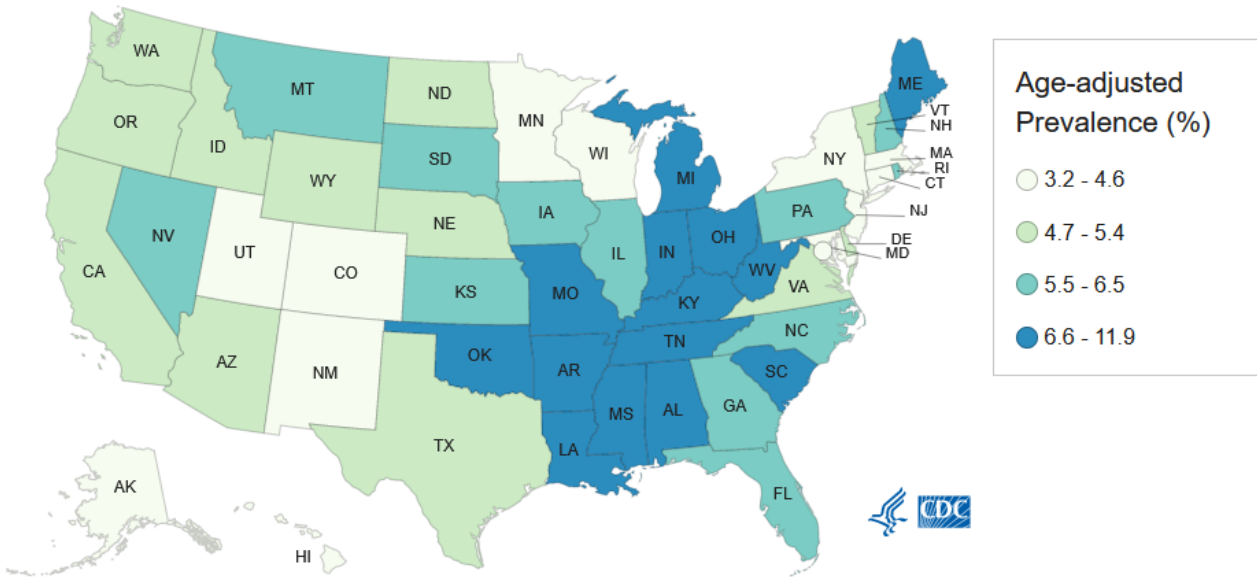 WA
MT
ND
MN
OR
ID
SD
WI
WY
MI
NE
IA
NV
UT
CO
IL
IN
OH
PA
NY
ME
VT
NH
MA
RI
CT
NJ
DE
MD
WV
VA
CA
KS
MO
KY
NC
TN
AZ
NM
OK
AR
SC
MS
AL
GA
TX
LA
FL
AK
HI
CDC
Age-adjusted
Prevalence (%)
3.2 - 4.6
4.7 - 5.4
5.5 - 6.5
6.6 - 11.9